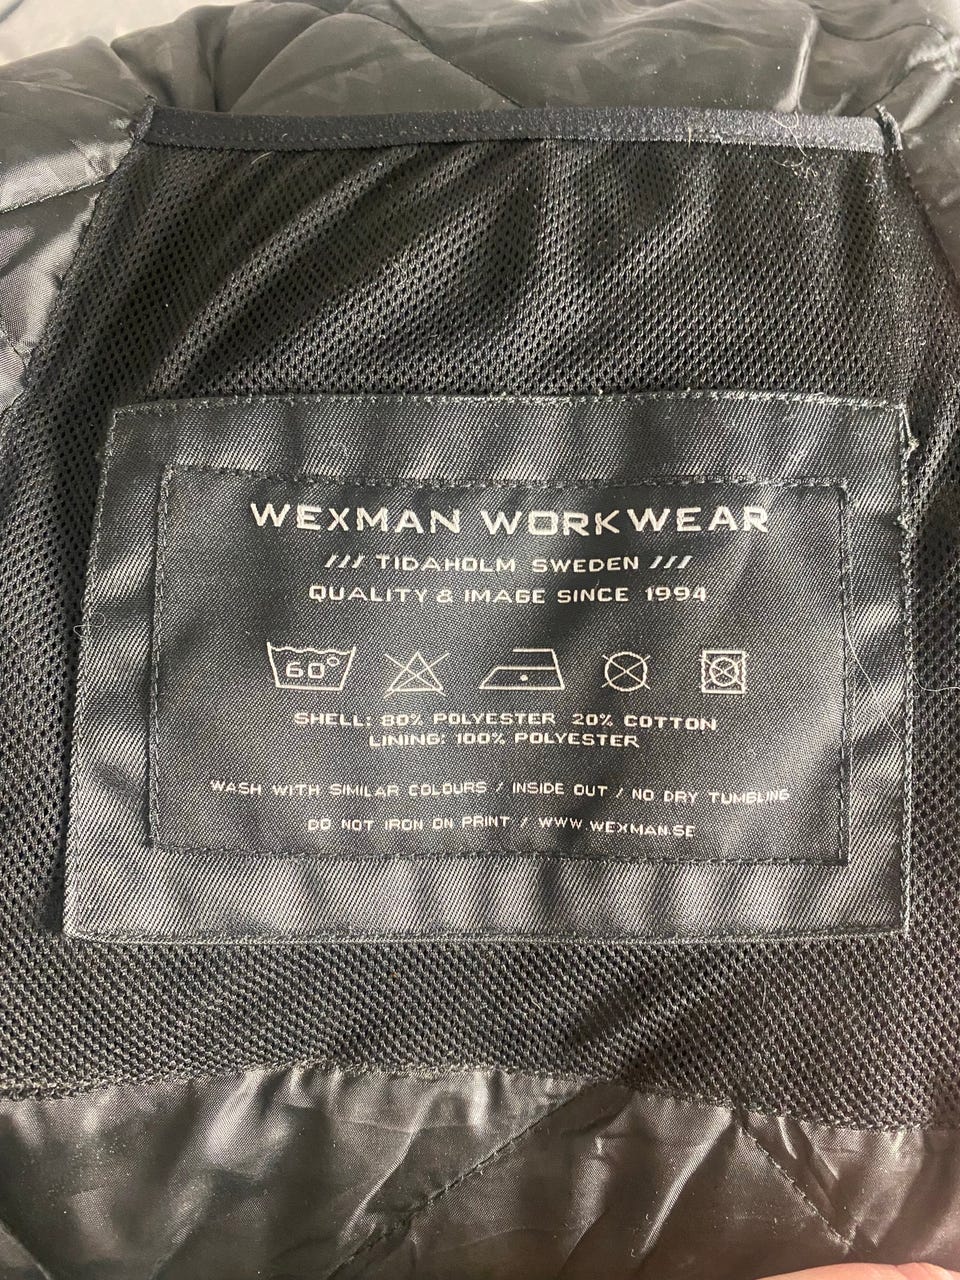 WEXMAN WORKWEAR
/// TIDAHOLM SWEDEN ///
QUALITY & IMAGE SINCE 1994
60°
SHELL: 80% POLYESTER 20% COTTON
LINING: 100% POLYESTER
WASH WITH SIMILAR COLOURS / INSIDE OUT / NO DRY TUMBLING
DO NOT IRON ON PRINT / WWW.WEXMAN.SE